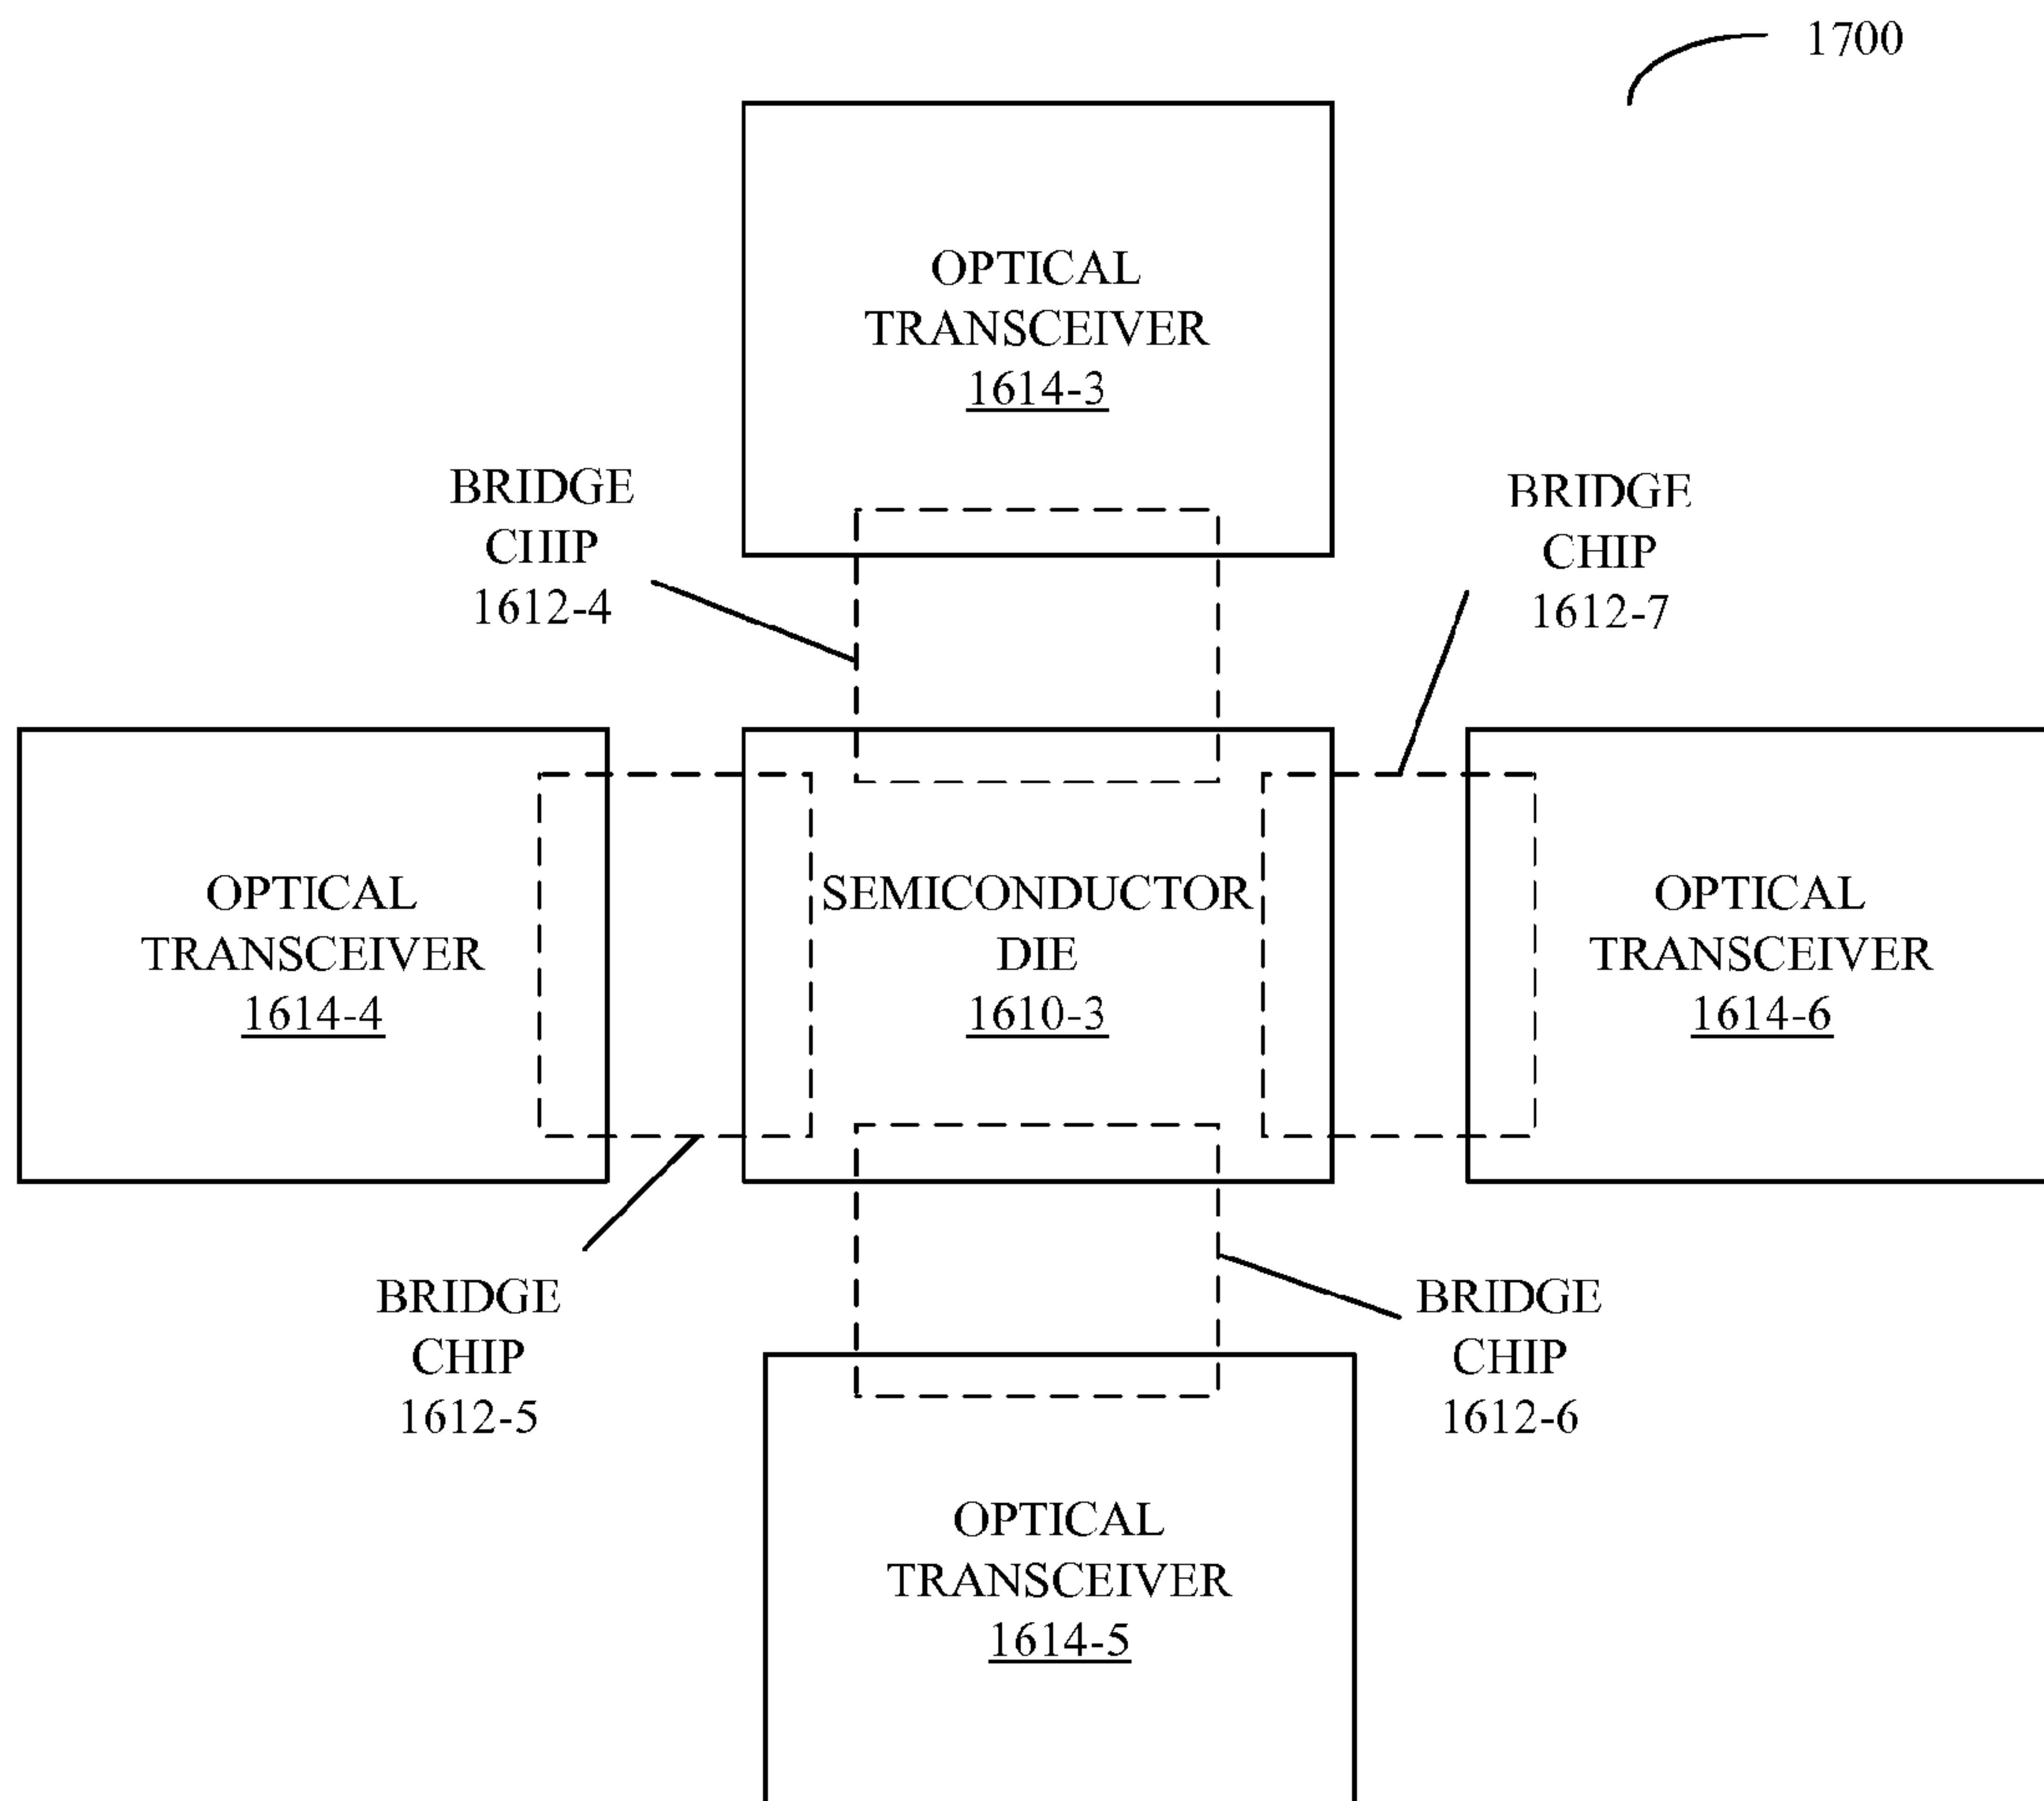 1700
OPTICAL
TRANSCEIVER
1614-3
BRIDGE
CHIP
1612-4
BRIDGE
CHIP
1612-7
OPTICAL
TRANSCEIVER
1614-4
SEMICONDUCTOR
DIE
1610-3
OPTICAL
TRANSCEIVER
1614-6
BRIDGE
CHIP
1612-5
BRIDGE
CHIP
1612-6
OPTICAL
TRANSCEIVER
1614-5